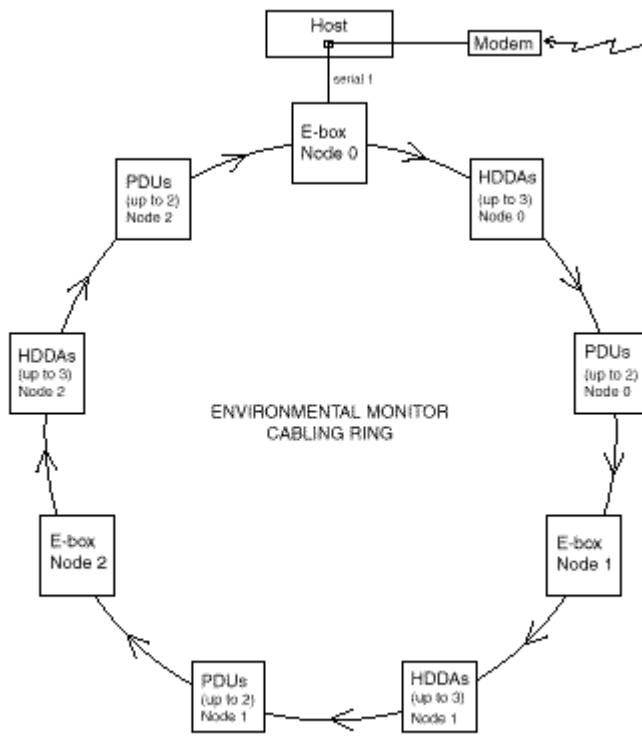 Host
Modem
serial 1
E-box
Node 0
PDUs
(up to 2)
Node 2
HDDAs
(up to 3)
Node 0
HDDAs
(up to 3)
Node 2
PDUs
(up to 2)
Node 0
ENVIRONMENTAL MONITOR
CABLING RING
E-box
Node 2
E-box
Node 1
PDUs
(up to 2)
Node 1
HDDAs
(up to 3)
Node 1